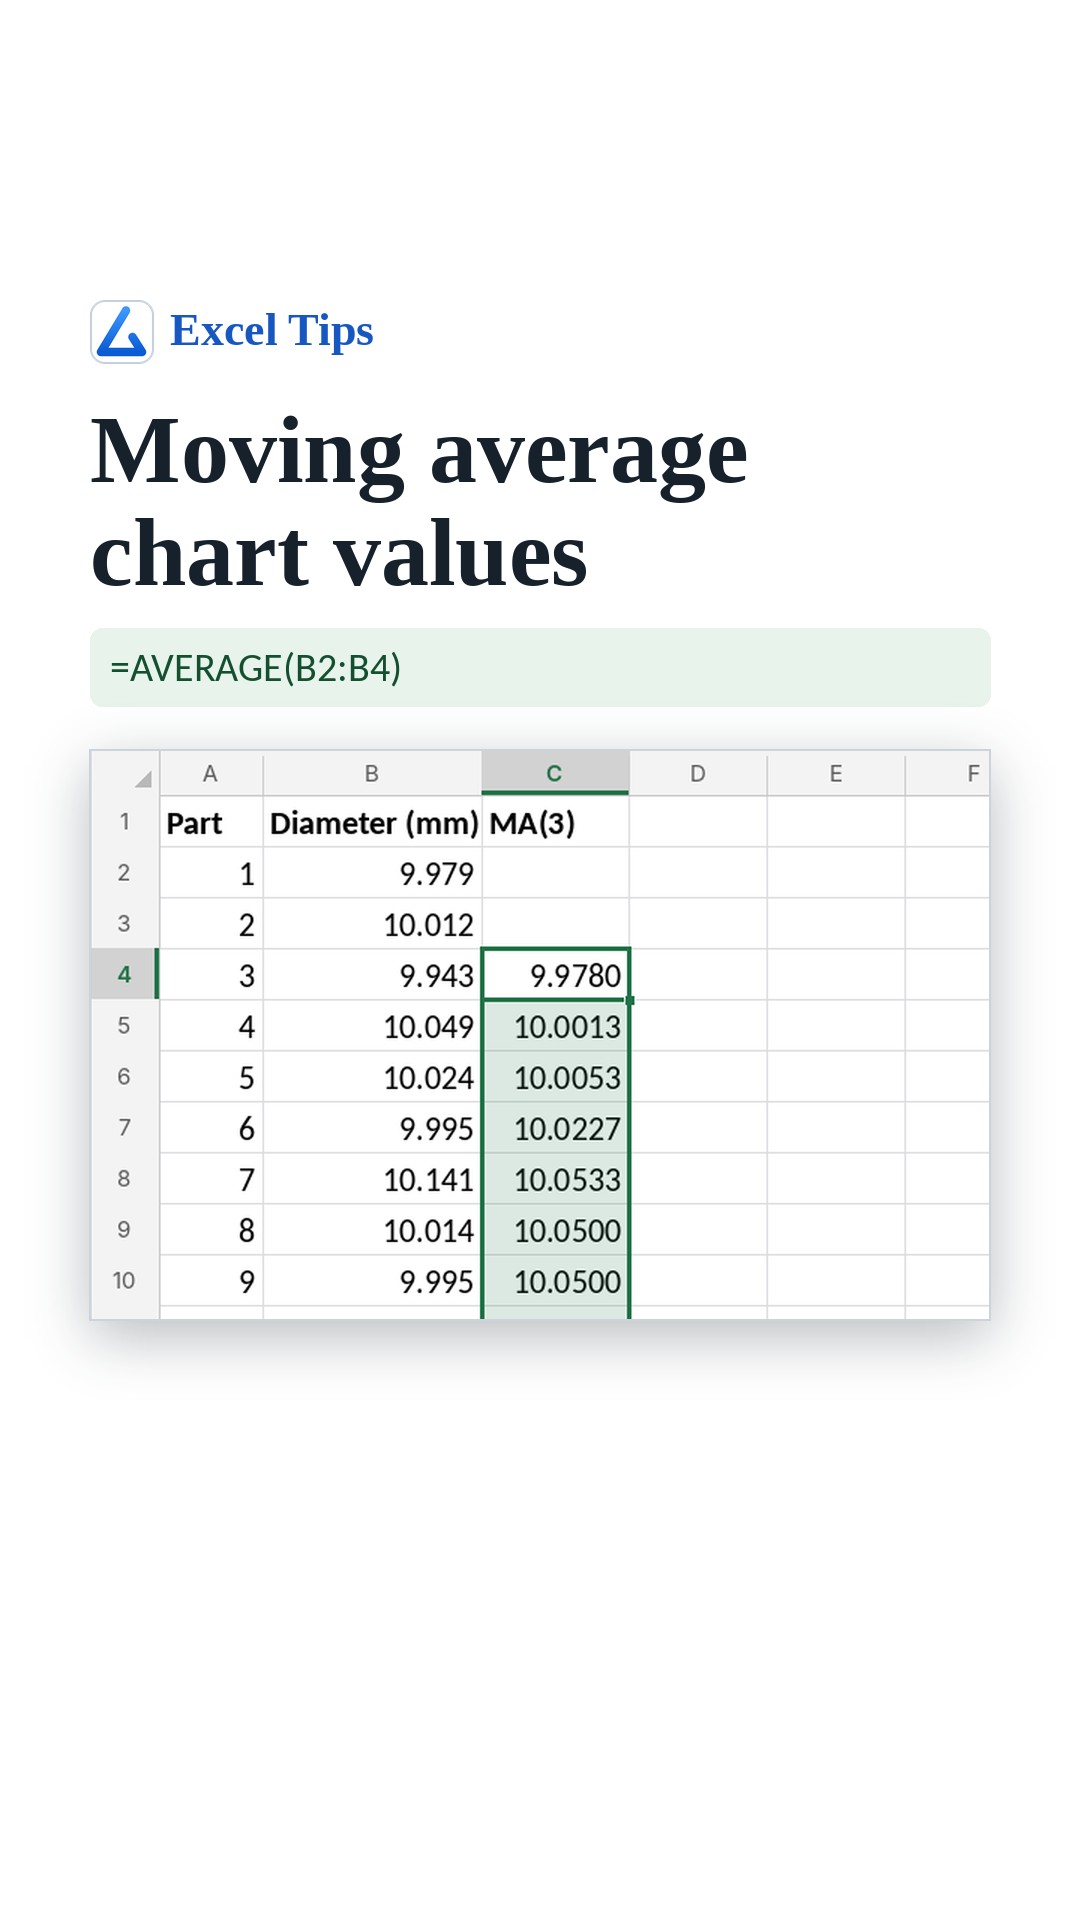 Excel Tips
Moving average
chart values
=AVERAGE(B2:B4)
A B C D E F
1 Part Diameter (mm) MA(3)
2 1 9.979
3 2 10.012
4 3 9.943 9.9780
5 4 10.049 10.0013
6 5 10.024 10.0053
7 6 9.995 10.0227
8 7 10.141 10.0533
9 8 10.014 10.0500
10 9 9.995 10.0500